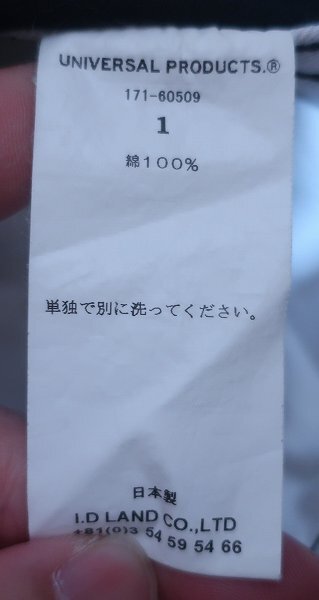 UNIVERSAL PRODUCTS.®
171-60509
1
綿100%
単独で別に洗ってください。
日本製
I.D LAND CO.,LTD
+81(0)3 54 59 54 66